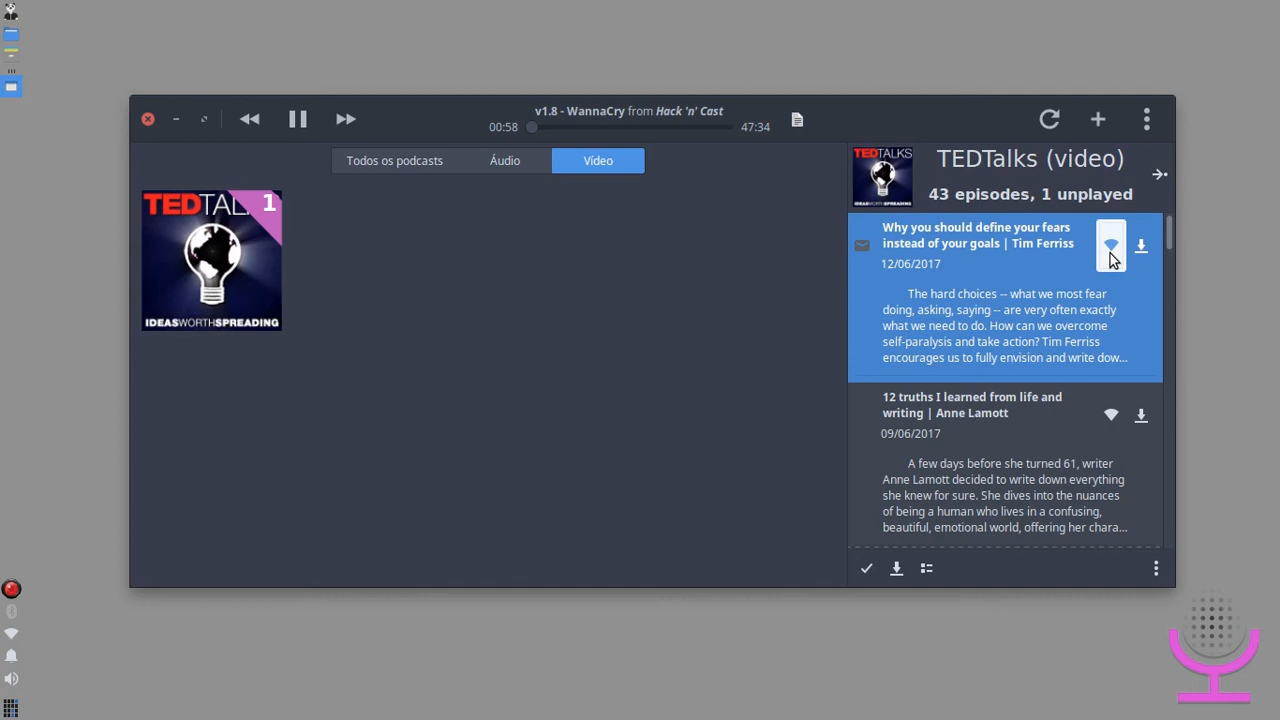 v1.8 - WannaCry from Hack 'n' Cast
00:58
47:34
Todos os podcasts
Áudio
Vídeo
TEDTAL
1
IDEASWORTHSPREADING
TEDTALKS
IDEASWORTHSPREADING
TEDTalks (video)
43 episodes, 1 unplayed
Why you should define your fears
instead of your goals | Tim Ferriss
12/06/2017
The hard choices -- what we most fear
doing, asking, saying -- are very often exactly
what we need to do. How can we overcome
self-paralysis and take action? Tim Ferriss
encourages us to fully envision and write dow...
12 truths I learned from life and
writing | Anne Lamott
09/06/2017
A few days before she turned 61, writer
Anne Lamott decided to write down everything
she knew for sure. She dives into the nuances
of being a human who lives in a confusing,
beautiful, emotional world, offering her chara...